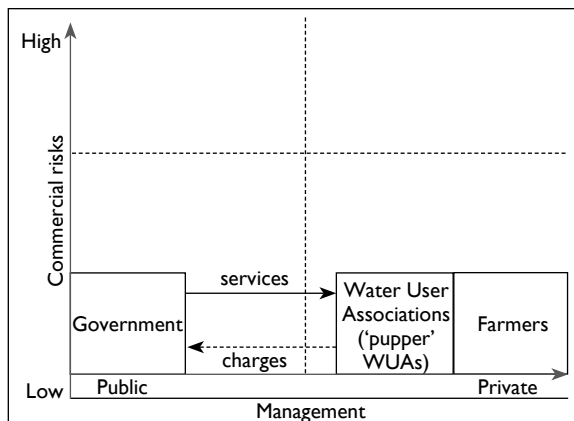 High
Commercial risks
services
Government
Water User
Associations
('pupper'
WUAs)
Farmers
charges
Low
Public
Private
Management